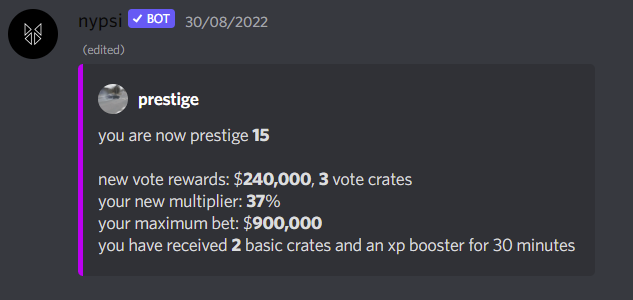 nypsi ✓ BOT 30/08/2022
(edited)
prestige
you are now prestige 15
new vote rewards: $240,000, 3 vote crates
your new multiplier: 37%
your maximum bet: $900,000
you have received 2 basic crates and an xp booster for 30 minutes